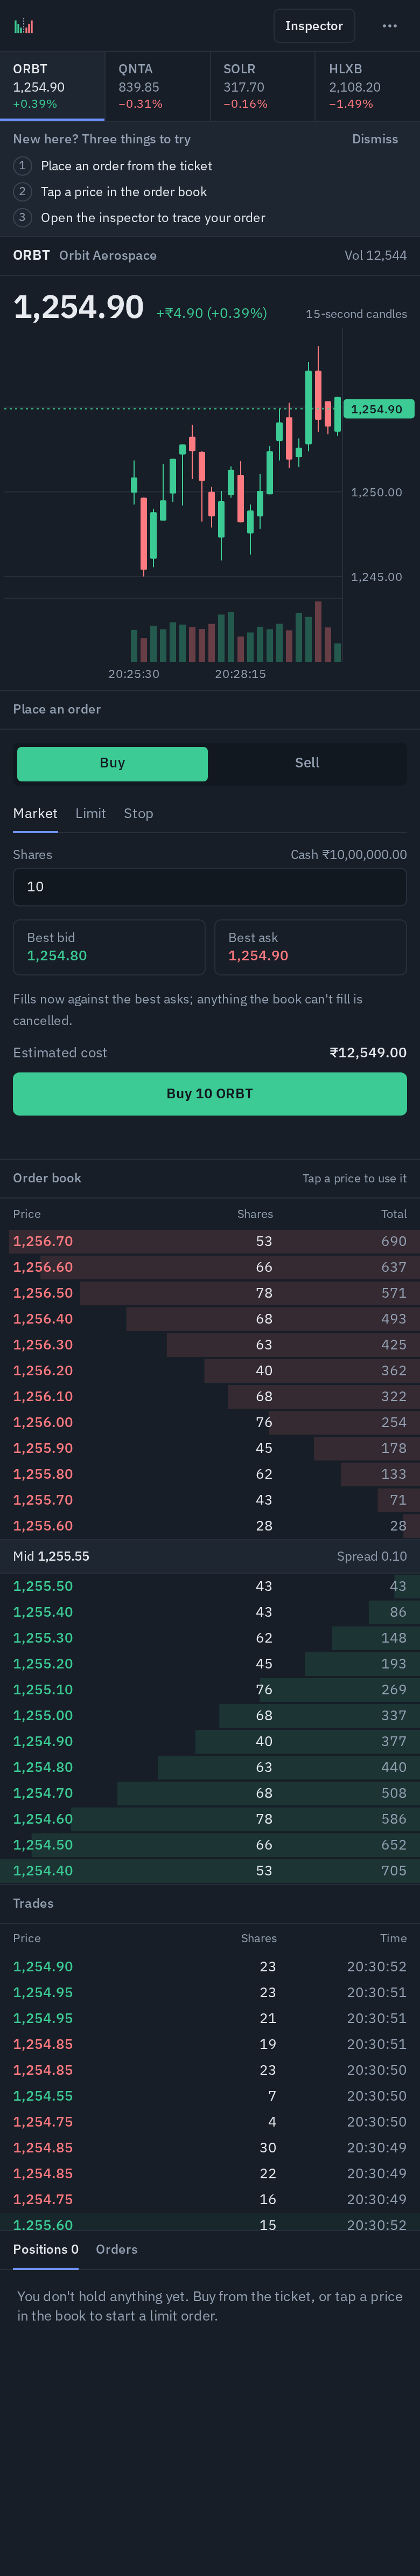 Inspector
ORBT
1,254.90
+0.39%
QNTA
839.85
−0.31%
SOLR
317.70
−0.16%
HLXB
2,108.20
−1.49%
New here? Three things to try
Dismiss
1 Place an order from the ticket
2 Tap a price in the order book
3 Open the inspector to trace your order
ORBT Orbit Aerospace Vol 12,544
1,254.90 +₹4.90 (+0.39%) 15-second candles
1,254.90
1,250.00
1,245.00
20:25:30 20:28:15
Place an order
Buy Sell
Market Limit Stop
Shares Cash ₹10,00,000.00
10
Best bid
1,254.80
Best ask
1,254.90
Fills now against the best asks; anything the book can't fill is
cancelled.
Estimated cost ₹12,549.00
Buy 10 ORBT
Order book Tap a price to use it
Price Shares Total
1,256.70 53 690
1,256.60 66 637
1,256.50 78 571
1,256.40 68 493
1,256.30 63 425
1,256.20 40 362
1,256.10 68 322
1,256.00 76 254
1,255.90 45 178
1,255.80 62 133
1,255.70 43 71
1,255.60 28 28
Mid 1,255.55 Spread 0.10
1,255.50 43 43
1,255.40 43 86
1,255.30 62 148
1,255.20 45 193
1,255.10 76 269
1,255.00 68 337
1,254.90 40 377
1,254.80 63 440
1,254.70 68 508
1,254.60 78 586
1,254.50 66 652
1,254.40 53 705
Trades
Price Shares Time
1,254.90 23 20:30:52
1,254.95 23 20:30:51
1,254.95 21 20:30:51
1,254.85 19 20:30:51
1,254.85 23 20:30:50
1,254.55 7 20:30:50
1,254.75 4 20:30:50
1,254.85 30 20:30:49
1,254.85 22 20:30:49
1,254.75 16 20:30:49
1,255.60 15 20:30:52
Positions 0 Orders
You don't hold anything yet. Buy from the ticket, or tap a price
in the book to start a limit order.